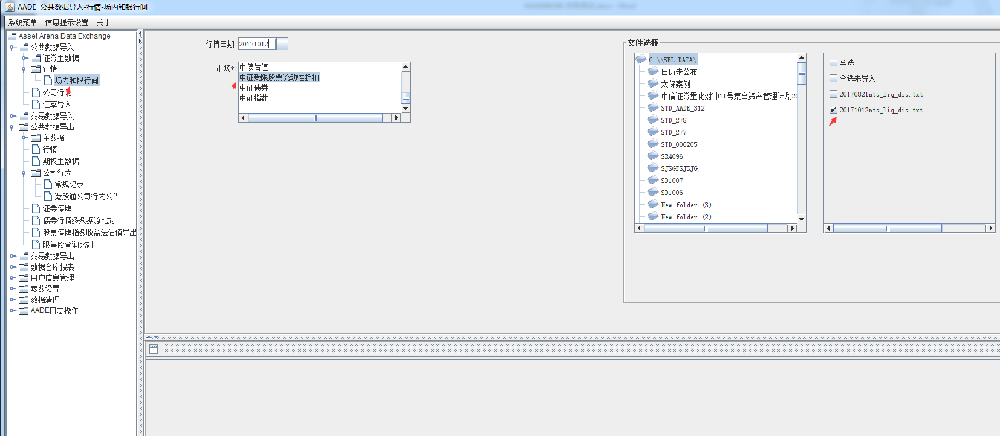 AADE 公共数据导入-行情-场内和银行间
系统菜单 信息提示设置 关于
Asset Arena Data Exchange
公共数据导入
证券主数据
行情
场内和银行间
公司行为
汇率导入
交易数据导入
公共数据导出
主数据
行情
期权主数据
公司行为
常规记录
港股通公司行为公告
证券停牌
债券行情多数据源比对
股票停牌指数收益法估值导出
限售股查询比对
交易数据导出
数据仓库报表
用户信息管理
参数设置
数据清理
AADE日志操作
行情日期: 20171012 ...
市场*:
中债估值
中证受限股票流动性折扣
中证债券
中证指数
文件选择
C:\\SBL_DATA\
日历未公布
太保案例
中信证券量化对冲11号集合资产管理计划20
STD_AADE_312
STD_278
STD_277
STD_000205
SR4096
SJSGFSJSJG
SD1007
SD1006
New folder (3)
New folder (2)
全选
全选未导入
20170821nts_liq_dis.txt
20171012nts_liq_dis.txt